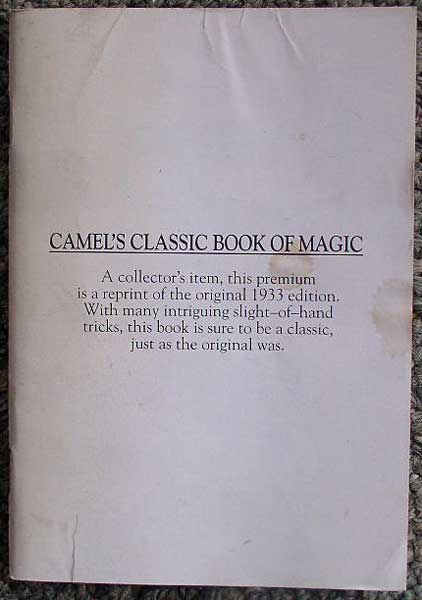 CAMEL'S CLASSIC BOOK OF MAGIC
A collector's item, this premium
is a reprint of the original 1933 edition.
With many intriguing slight-of-hand
tricks, this book is sure to be a classic,
just as the original was.